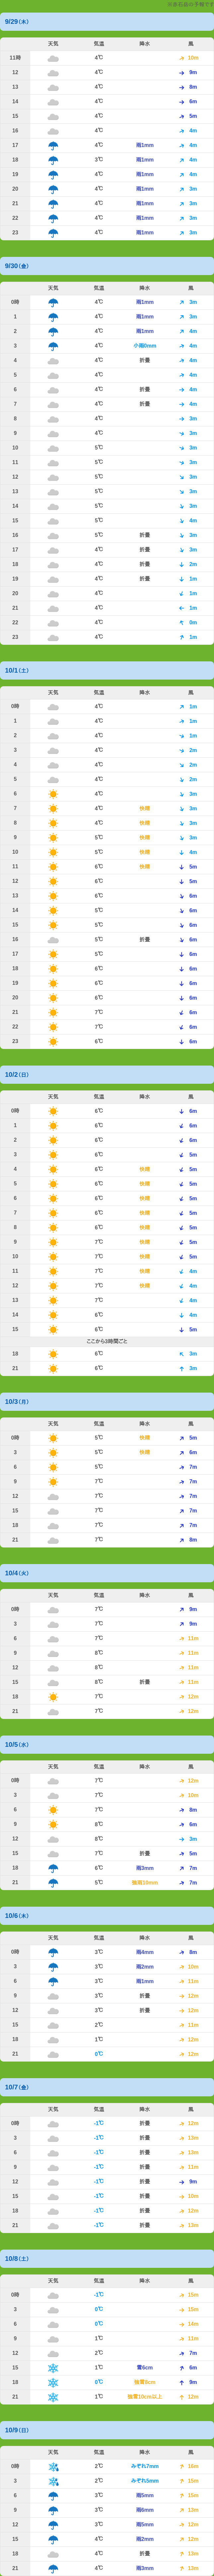 9/29(木)
天気 気温 降水 風
11時 4℃ 10m
12 4℃ 9m
13 4℃ 8m
14 4℃ 6m
15 4℃ 5m
16 4℃ 4m
17 4℃ 雨1mm 4m
18 3℃ 雨1mm 4m
19 4℃ 雨1mm 4m
20 4℃ 雨1mm 3m
21 4℃ 雨1mm 3m
22 4℃ 雨1mm 3m
23 4℃ 雨1mm 3m
9/30(金)
天気 気温 降水 風
0時 4℃ 雨1mm 3m
1 4℃ 雨1mm 3m
2 4℃ 雨1mm 4m
3 4℃ 小雨0mm 4m
4 4℃ 折畳 4m
5 4℃ 4m
6 4℃ 折畳 4m
7 4℃ 折畳 4m
8 4℃ 3m
9 4℃ 3m
10 5℃ 3m
11 5℃ 3m
12 5℃ 3m
13 5℃ 3m
14 5℃ 3m
15 5℃ 4m
16 5℃ 折畳 3m
17 4℃ 折畳 3m
18 4℃ 折畳 2m
19 4℃ 折畳 1m
20 4℃ 1m
21 4℃ 1m
22 4℃ 0m
23 4℃ 1m
10/1(土)
天気 気温 降水 風
0時 4℃ 1m
1 4℃ 1m
2 4℃ 1m
3 4℃ 2m
4 4℃ 2m
5 4℃ 2m
6 4℃ 3m
7 4℃ 快晴 3m
8 4℃ 快晴 3m
9 5℃ 快晴 3m
10 5℃ 快晴 4m
11 6℃ 快晴 5m
12 6℃ 5m
13 6℃ 6m
14 5℃ 6m
15 5℃ 6m
16 5℃ 折畳 6m
17 5℃ 6m
18 6℃ 6m
19 6℃ 6m
20 6℃ 6m
21 7℃ 6m
22 7℃ 6m
23 6℃ 6m
10/2(日)
天気 気温 降水 風
0時 6℃ 6m
1 6℃ 6m
2 6℃ 6m
3 6℃ 5m
4 6℃ 快晴 5m
5 6℃ 快晴 5m
6 6℃ 快晴 5m
7 6℃ 快晴 5m
8 6℃ 快晴 5m
9 7℃ 快晴 5m
10 7℃ 快晴 5m
11 7℃ 快晴 4m
12 7℃ 快晴 4m
13 7℃ 4m
14 6℃ 4m
15 6℃ 5m
ここから3時間ごと
18 6℃ 3m
21 6℃ 3m
10/3(月)
天気 気温 降水 風
0時 5℃ 快晴 5m
3 5℃ 快晴 6m
6 5℃ 7m
9 7℃ 7m
12 7℃ 7m
15 7℃ 7m
18 7℃ 7m
21 7℃ 8m
10/4(火)
天気 気温 降水 風
0時 7℃ 9m
3 7℃ 9m
6 7℃ 11m
9 8℃ 11m
12 8℃ 11m
15 8℃ 折畳 11m
18 7℃ 12m
21 7℃ 12m
10/5(水)
天気 気温 降水 風
0時 7℃ 12m
3 7℃ 10m
6 7℃ 8m
9 8℃ 6m
12 8℃ 3m
15 7℃ 折畳 5m
18 6℃ 雨3mm 7m
21 5℃ 強雨10mm 7m
10/6(木)
天気 気温 降水 風
0時 3℃ 雨4mm 8m
3 3℃ 雨2mm 10m
6 3℃ 雨1mm 11m
9 3℃ 折畳 12m
12 3℃ 折畳 12m
15 2℃ 11m
18 1℃ 12m
21 0℃ 12m
10/7(金)
天気 気温 降水 風
0時 -1℃ 折畳 12m
3 -1℃ 折畳 13m
6 -1℃ 折畳 12m
9 -1℃ 折畳 11m
12 -1℃ 折畳 9m
15 -1℃ 折畳 10m
18 -1℃ 折畳 12m
21 -1℃ 折畳 13m
10/8(土)
天気 気温 降水 風
0時 -1℃ 15m
3 0℃ 15m
6 0℃ 14m
9 1℃ 11m
12 2℃ 7m
15 1℃ 雪6cm 6m
18 0℃ 強雪8cm 9m
21 1℃ 強雪10cm以上 12m
10/9(日)
天気 気温 降水 風
0時 2℃ みぞれ7mm 16m
3 2℃ みぞれ5mm 15m
6 3℃ 雨5mm 15m
9 3℃ 雨6mm 13m
12 3℃ 雨5mm 12m
15 4℃ 雨2mm 12m
18 4℃ 折畳 13m
21 4℃ 雨3mm 13m